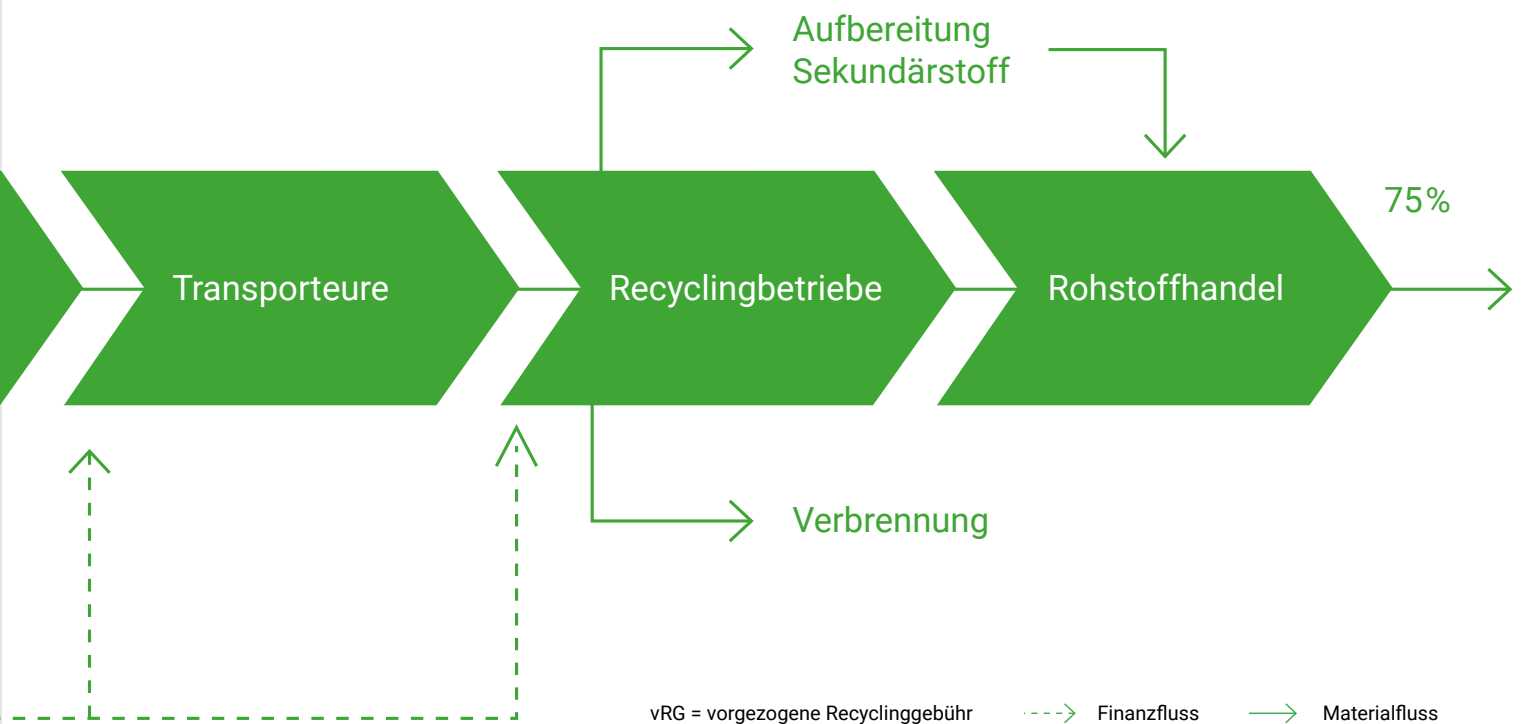 Aufbereitung
Sekundärstoff
75%
Transporteure
Recyclingbetriebe
Rohstoffhandel
Verbrennung
vRG = vorgezogene Recyclinggebühr
Finanzfluss
Materialfluss